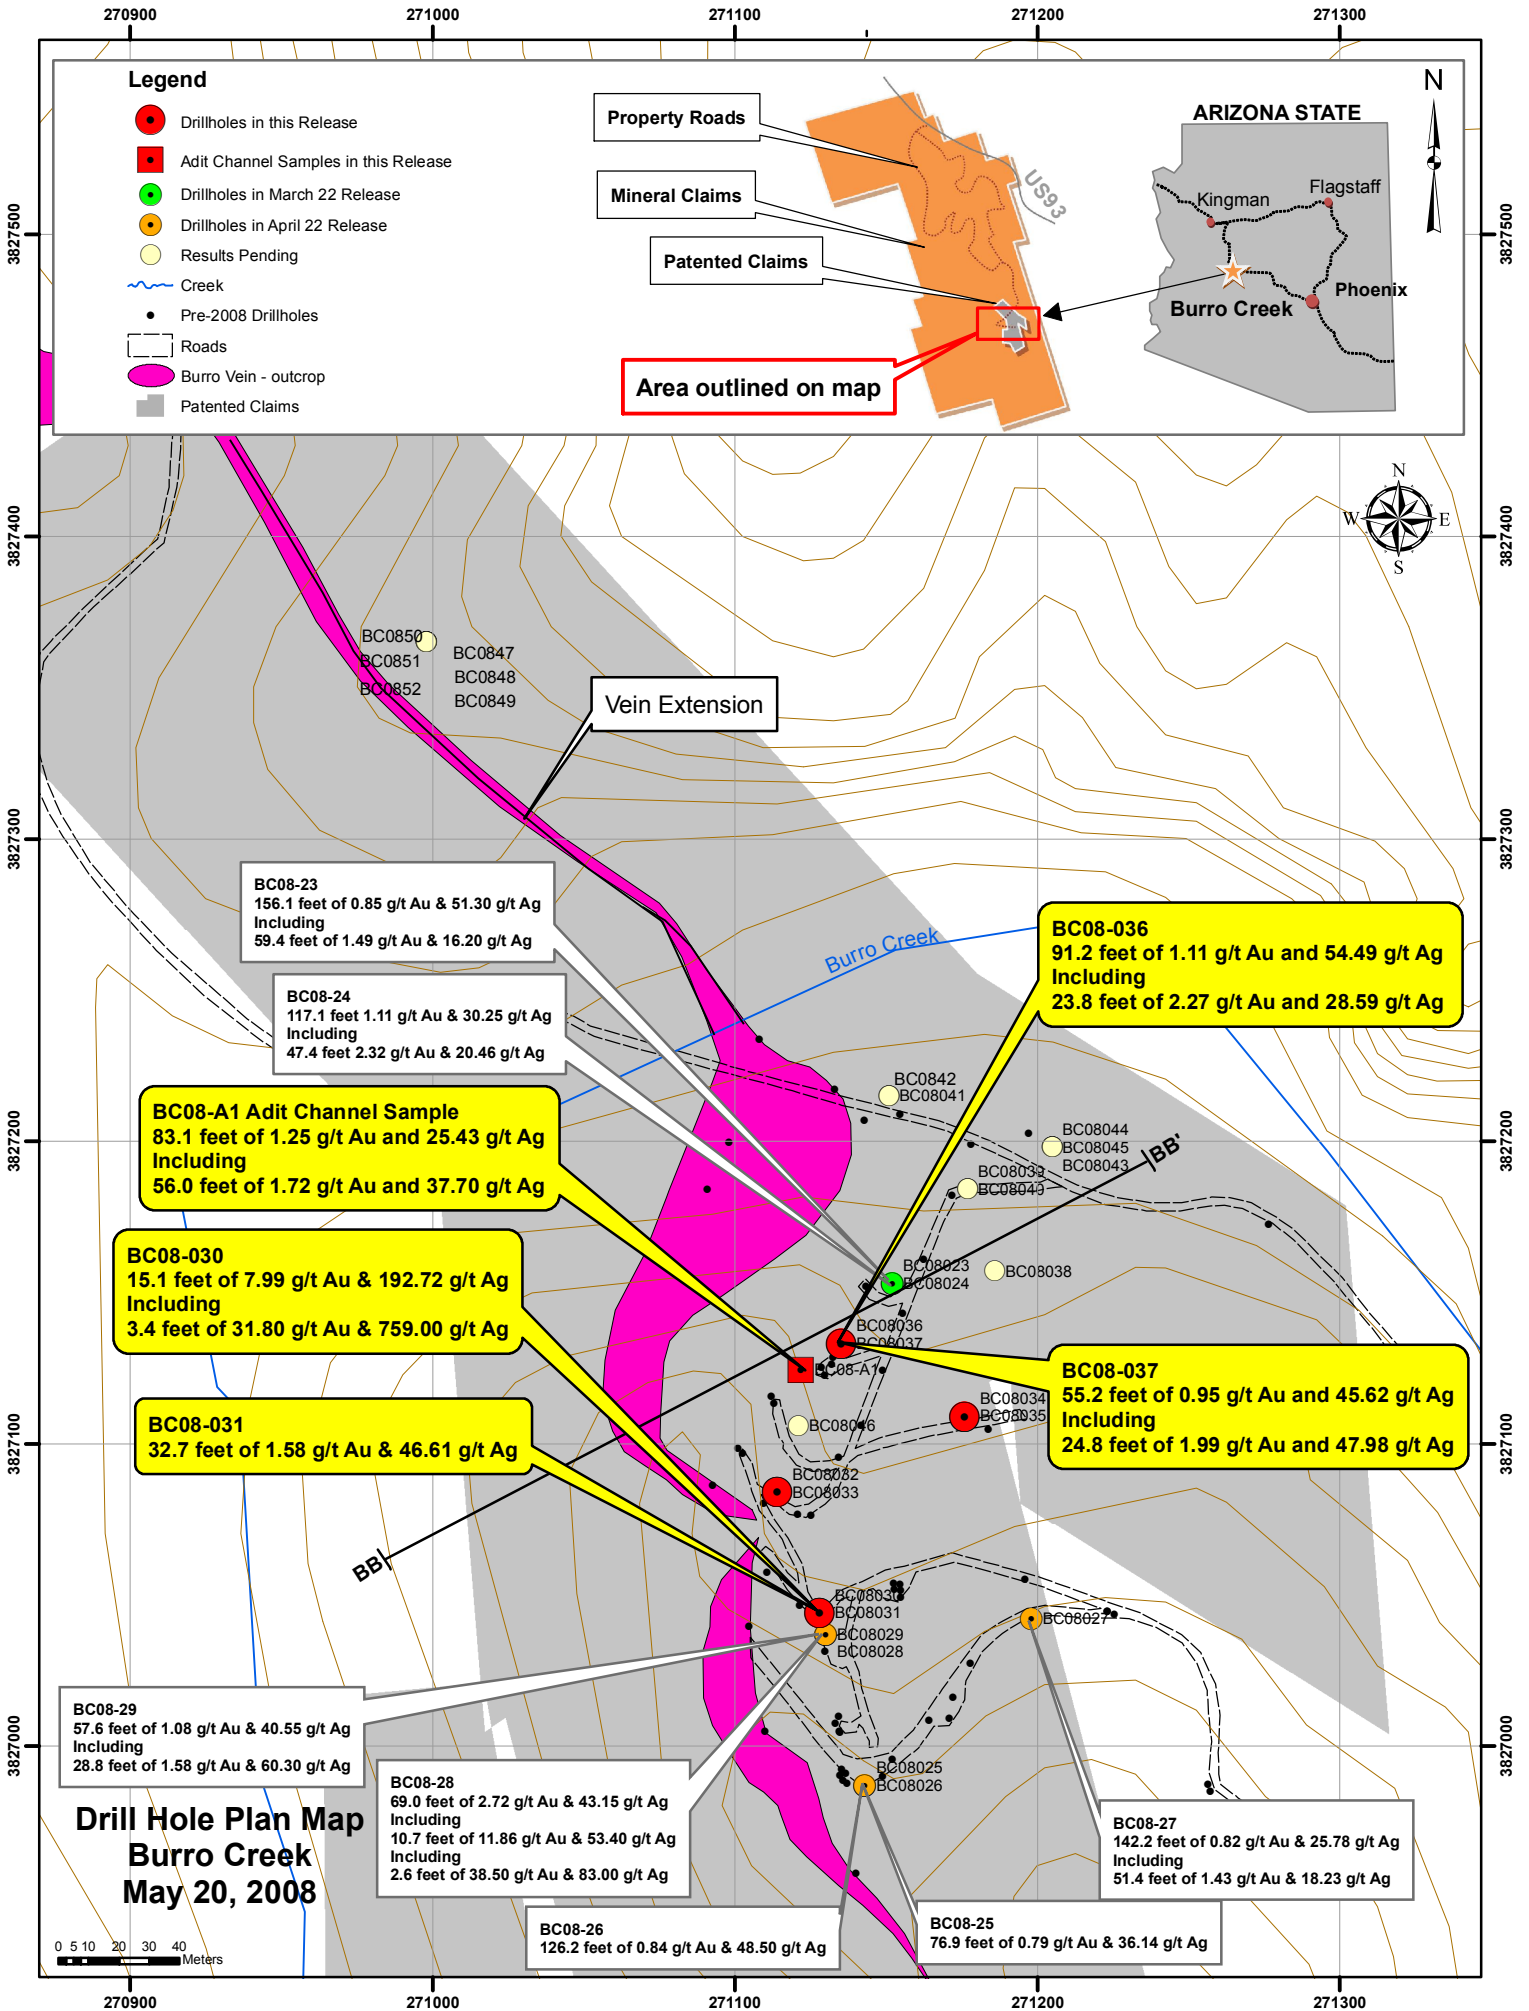 270900
271000
271100
271200
271300
Legend
Drillholes in this Release
Adit Channel Samples in this Release
Drillholes in March 22 Release
Drillholes in April 22 Release
Results Pending
Creek
Pre-2008 Drillholes
Roads
Burro Vein - outcrop
Patented Claims
Property Roads
Mineral Claims
Patented Claims
Area outlined on map
US93
ARIZONA STATE
Kingman
Flagstaff
Phoenix
Burro Creek
N
3827500
3827500
N
W
E
S
3827400
3827400
BC0850
BC0851
BC0852
BC0847
BC0848
BC0849
Vein Extension
3827300
3827300
BC08-23
156.1 feet of 0.85 g/t Au & 51.30 g/t Ag
Including
59.4 feet of 1.49 g/t Au & 16.20 g/t Ag
Burro Creek
BC08-036
91.2 feet of 1.11 g/t Au and 54.49 g/t Ag
Including
23.8 feet of 2.27 g/t Au and 28.59 g/t Ag
BC08-24
117.1 feet 1.11 g/t Au & 30.25 g/t Ag
Including
47.4 feet 2.32 g/t Au & 20.46 g/t Ag
BC0842
BC08041
BC08-A1 Adit Channel Sample
83.1 feet of 1.25 g/t Au and 25.43 g/t Ag
Including
56.0 feet of 1.72 g/t Au and 37.70 g/t Ag
3827200
3827200
BC08044
BC08045
BC08043
BB'
BC08039
BC08040
BC08-030
15.1 feet of 7.99 g/t Au & 192.72 g/t Ag
Including
3.4 feet of 31.80 g/t Au & 759.00 g/t Ag
BC08023
BC08024
BC08038
BC08036
BC08037
BC08-A1
BC08-037
55.2 feet of 0.95 g/t Au and 45.62 g/t Ag
Including
24.8 feet of 1.99 g/t Au and 47.98 g/t Ag
BC08034
BC08035
BC08-031
32.7 feet of 1.58 g/t Au & 46.61 g/t Ag
BC08046
3827100
3827100
BC08032
BC08033
BB
BC08030
BC08031
BC08029
BC08028
BC08027
BC08-29
57.6 feet of 1.08 g/t Au & 40.55 g/t Ag
Including
28.8 feet of 1.58 g/t Au & 60.30 g/t Ag
3827000
3827000
BC08025
BC08026
BC08-28
69.0 feet of 2.72 g/t Au & 43.15 g/t Ag
Including
10.7 feet of 11.86 g/t Au & 53.40 g/t Ag
Including
2.6 feet of 38.50 g/t Au & 83.00 g/t Ag
BC08-27
142.2 feet of 0.82 g/t Au & 25.78 g/t Ag
Including
51.4 feet of 1.43 g/t Au & 18.23 g/t Ag
Drill Hole Plan Map
Burro Creek
May 20, 2008
BC08-26
126.2 feet of 0.84 g/t Au & 48.50 g/t Ag
BC08-25
76.9 feet of 0.79 g/t Au & 36.14 g/t Ag
0 5 10 20 30 40
Meters
270900
271000
271100
271200
271300